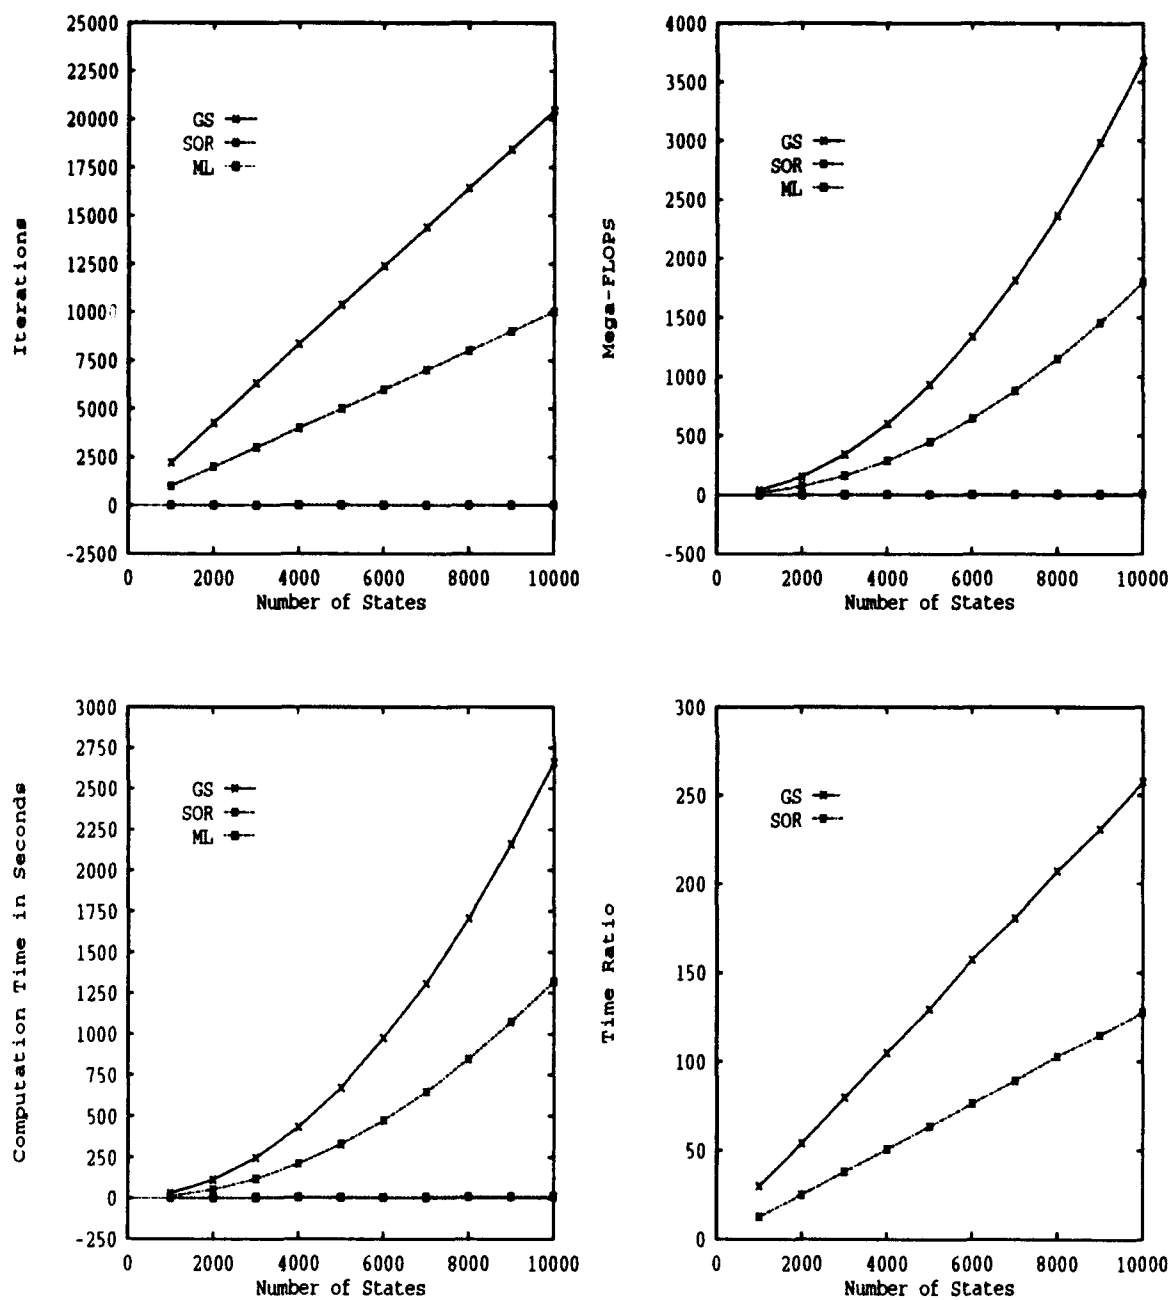 25000
22500
20000
17500
15000
12500
10000
7500
5000
2500
0
-2500
GS
SOR
ML
Iterations
0 2000 4000 6000 8000 10000
Number of States
4000
3500
3000
2500
2000
1500
1000
500
0
-500
GS
SOR
ML
Mega-FLOPS
0 2000 4000 6000 8000 10000
Number of States
3000
2750
2500
2250
2000
1750
1500
1250
1000
750
500
250
0
-250
GS
SOR
ML
Computation Time in Seconds
0 2000 4000 6000 8000 10000
Number of States
300
250
200
150
100
50
0
GS
SOR
Time Ratio
0 2000 4000 6000 8000 10000
Number of States